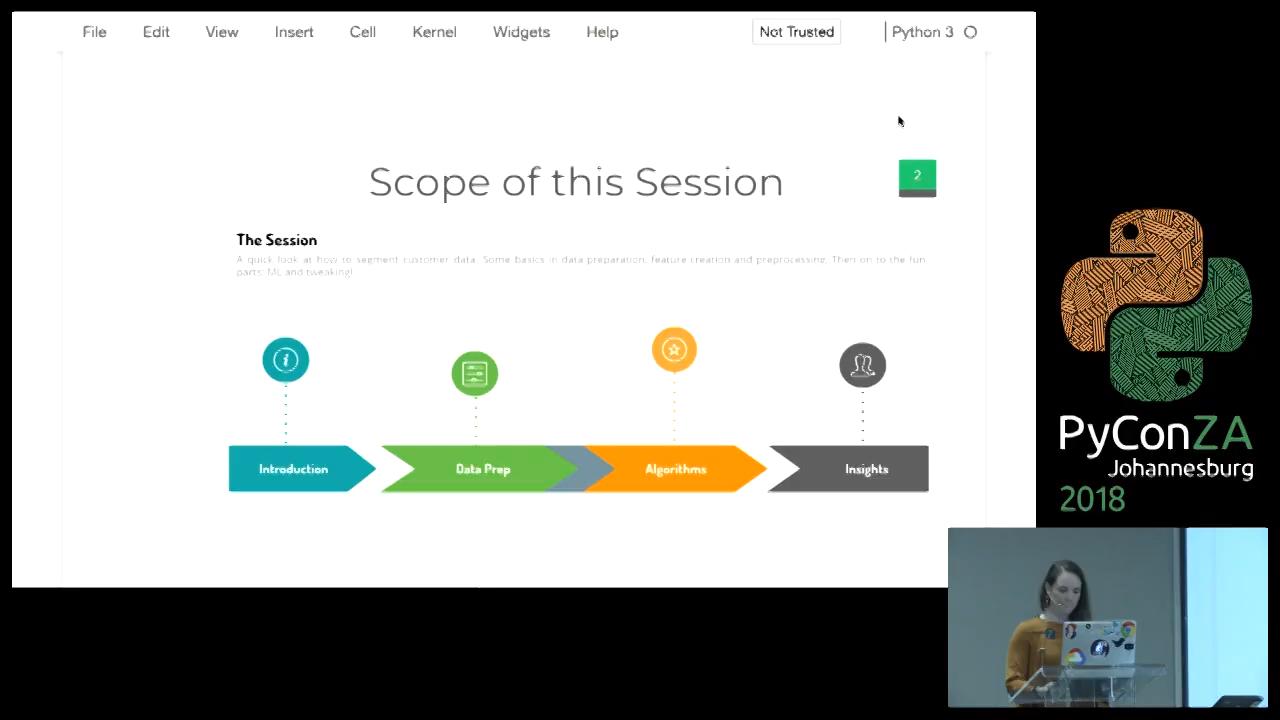 File Edit View Insert Cell Kernel Widgets Help Not Trusted Python 3
Scope of this Session
2
The Session
A quick look at how to segment customer data. Some basics in data preparation, feature creation and preprocessing. Then on to the fun
parts: ML and tweaking!
Introduction Data Prep Algorithms Insights
PyConZA
Johannesburg
2018